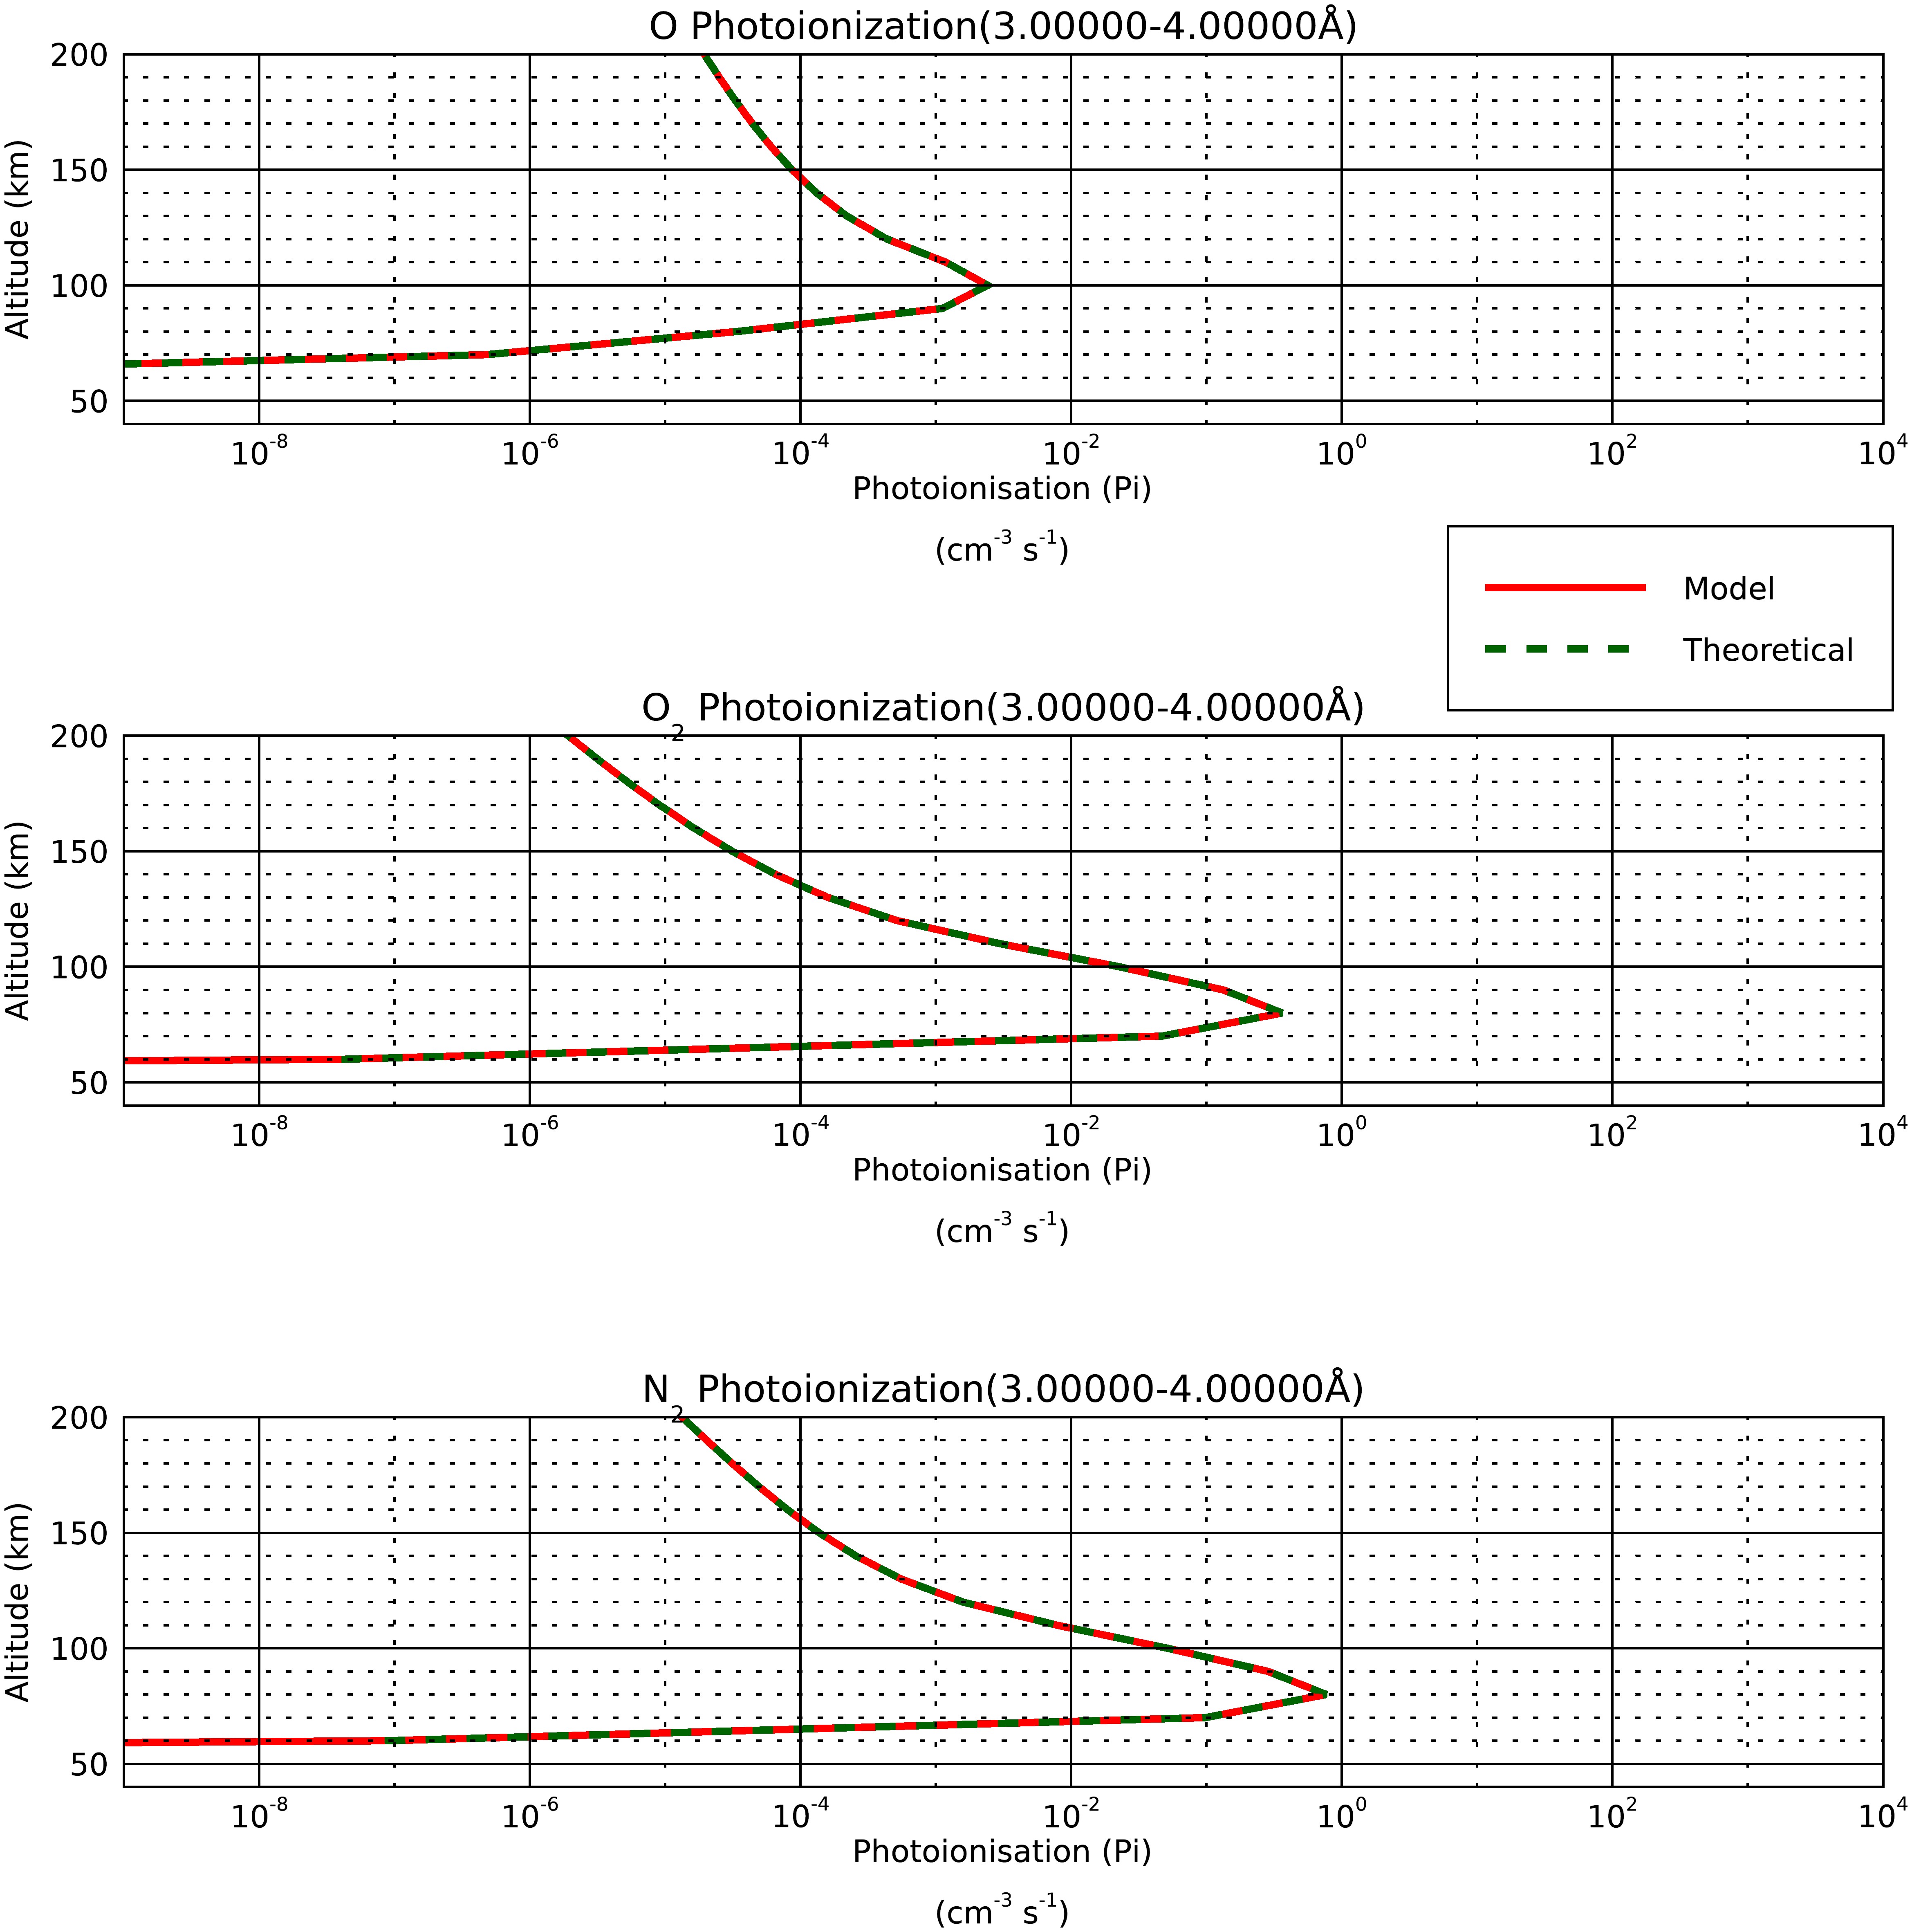 O Photoionization(3.00000-4.00000Å)
200
150
100
50
Altitude (km)
10-8 10-6 10-4 10-2 100 102 104
Photoionisation (Pi)
(cm-3 s-1)
Model
Theoretical
O2 Photoionization(3.00000-4.00000Å)
200
150
100
50
Altitude (km)
10-8 10-6 10-4 10-2 100 102 104
Photoionisation (Pi)
(cm-3 s-1)
N2 Photoionization(3.00000-4.00000Å)
200
150
100
50
Altitude (km)
10-8 10-6 10-4 10-2 100 102 104
Photoionisation (Pi)
(cm-3 s-1)